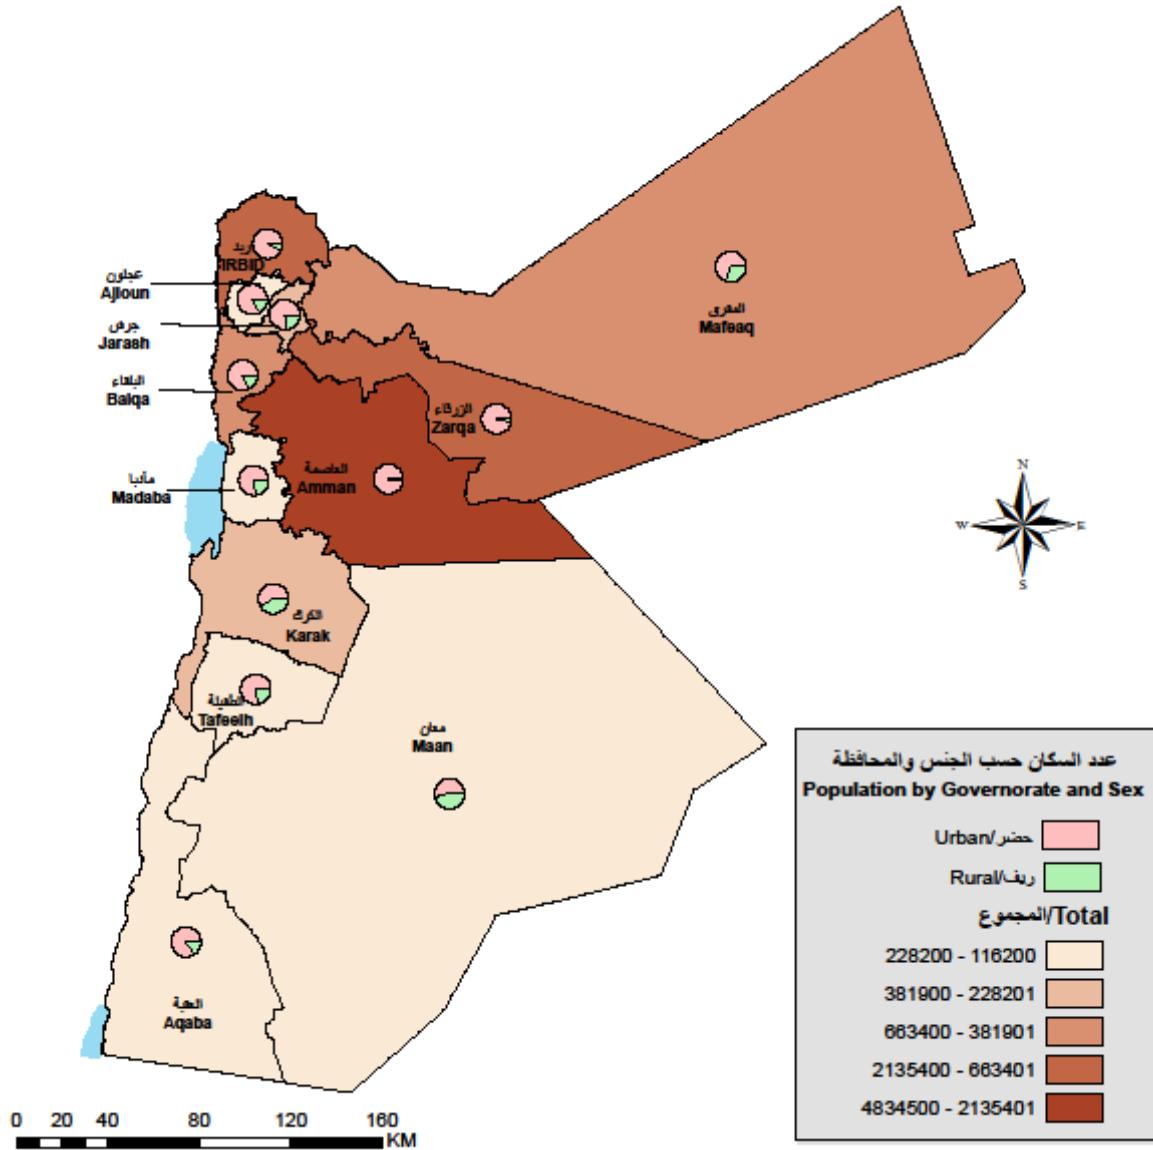 إربد
IRBID
عجلون
Ajloun
جرش
Jarash
البلقاء
Balqa
المفرق
Mafeaq
الزرقاء
Zarqa
العاصمة
Amman
مأدبا
Madaba
الكرك
Karak
الطفيلة
Tafeelh
معان
Maan
العقبة
Aqaba
N
W
E
S
عدد السكان حسب الجنس والمحافظة
Population by Governorate and Sex
Urban/حضر
Rural/ريف
المجموع/Total
228200 - 116200
381900 - 228201
663400 - 381901
2135400 - 663401
4834500 - 2135401
0 20 40 80 120 160
KM